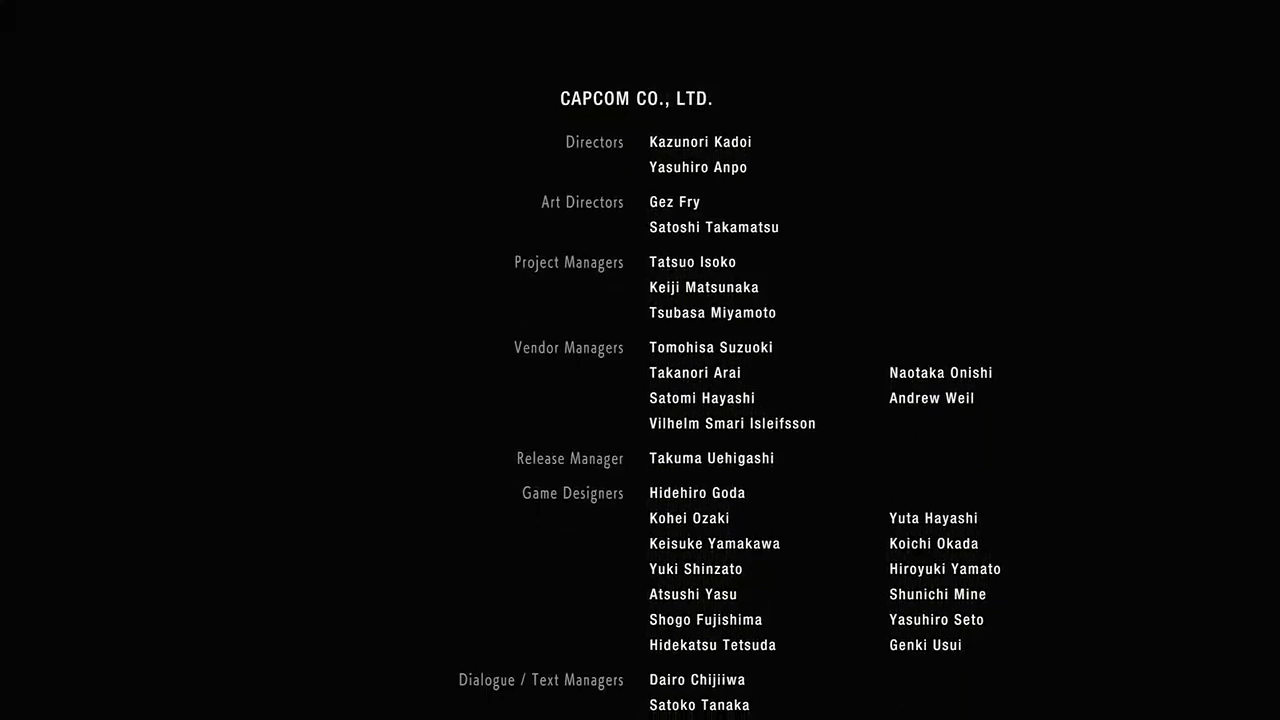 CAPCOM CO., LTD.
Directors Kazunori Kadoi
Yasuhiro Anpo
Art Directors Gez Fry
Satoshi Takamatsu
Project Managers Tatsuo Isoko
Keiji Matsunaka
Tsubasa Miyamoto
Vendor Managers Tomohisa Suzuoki
Takanori Arai Naotaka Onishi
Satomi Hayashi Andrew Weil
Vilhelm Smari Isleifsson
Release Manager Takuma Uehigashi
Game Designers Hidehiro Goda
Kohei Ozaki Yuta Hayashi
Keisuke Yamakawa Koichi Okada
Yuki Shinzato Hiroyuki Yamato
Atsushi Yasu Shunichi Mine
Shogo Fujishima Yasuhiro Seto
Hidekatsu Tetsuda Genki Usui
Dialogue / Text Managers Dairo Chijiiwa
Satoko Tanaka